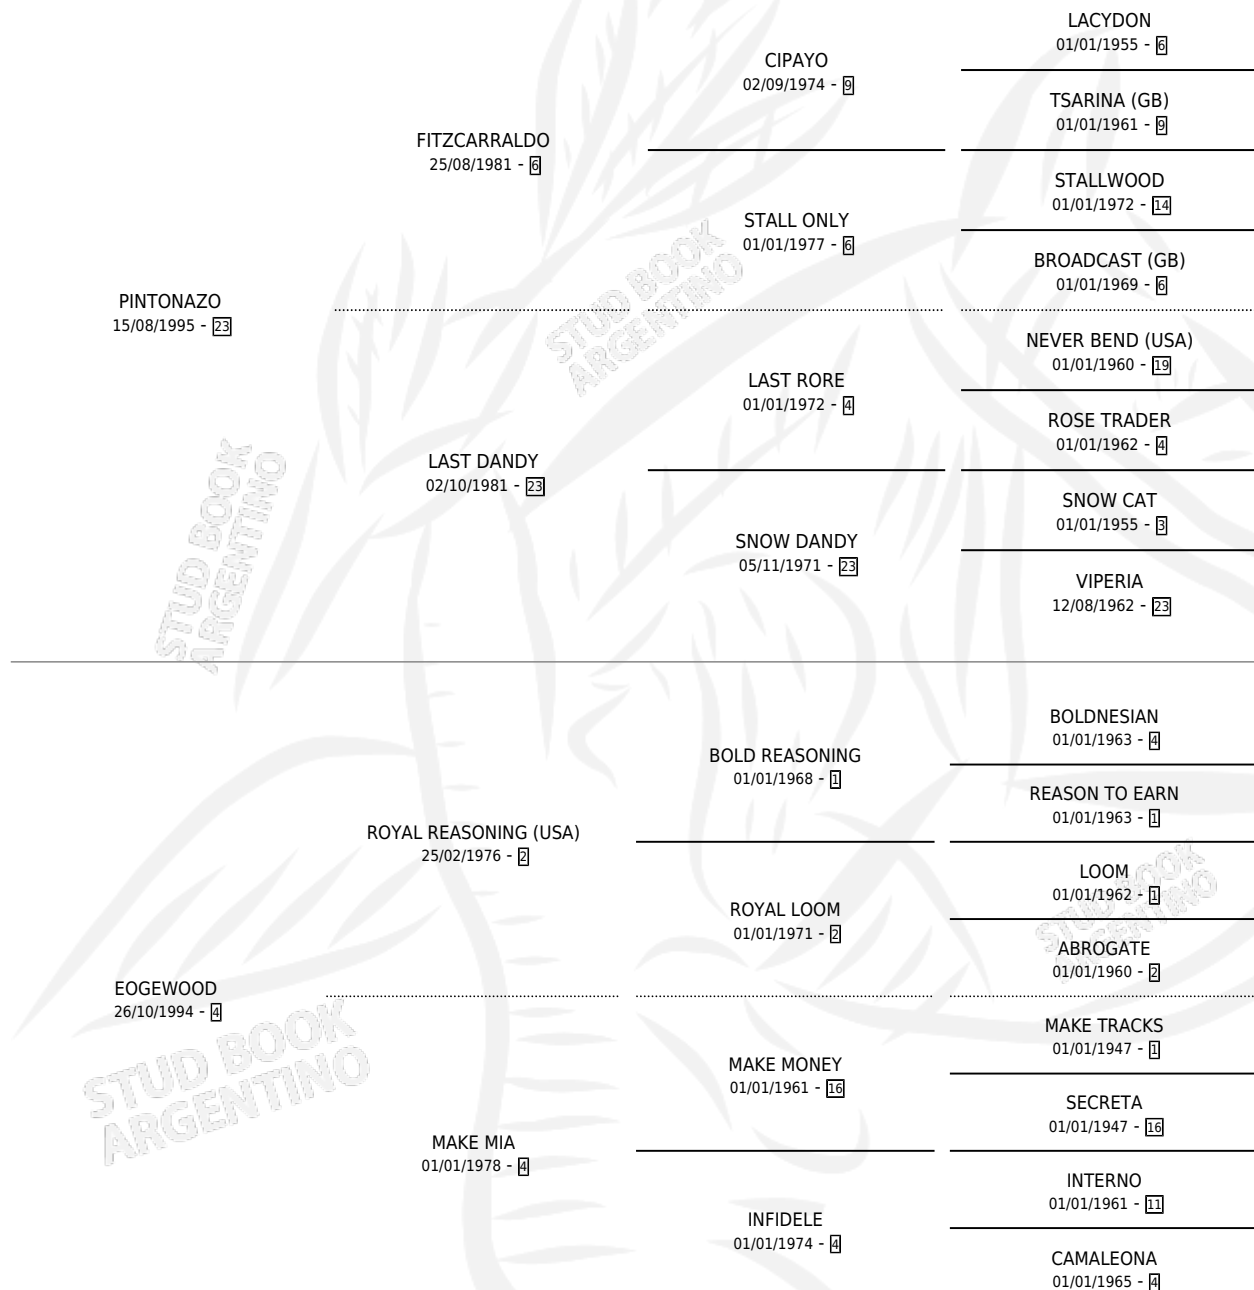 LACYDON
01/01/1955 - 6
CIPAYO
02/09/1974 - 9
TSARINA (GB)
01/01/1961 - 9
FITZCARRALDO
25/08/1981 - 6
STALLWOOD
01/01/1972 - 14
STALL ONLY
01/01/1977 - 6
BROADCAST (GB)
01/01/1969 - 6
PINTONAZO
15/08/1995 - 23
STUD BOOK
ARGENTINO
NEVER BEND (USA)
01/01/1960 - 19
LAST RORE
01/01/1972 - 4
ROSE TRADER
01/01/1962 - 4
LAST DANDY
02/10/1981 - 23
SNOW CAT
01/01/1955 - 3
SNOW DANDY
05/11/1971 - 23
VIPERIA
12/08/1962 - 23
STUD BOOK
ARGENTINO
BOLDNESIAN
01/01/1963 - 4
BOLD REASONING
01/01/1968 - 1
REASON TO EARN
01/01/1963 - 1
ROYAL REASONING (USA)
25/02/1976 - 2
LOOM
01/01/1962 - 1
ROYAL LOOM
01/01/1971 - 2
STUD BOOK
ARGENTINO
ABROGATE
01/01/1960 - 2
EOGEWOOD
26/10/1994 - 4
STUD BOOK
ARGENTINO
MAKE TRACKS
01/01/1947 - 1
MAKE MONEY
01/01/1961 - 16
SECRETA
01/01/1947 - 16
MAKE MIA
01/01/1978 - 4
INTERNO
01/01/1961 - 11
INFIDELE
01/01/1974 - 4
CAMALEONA
01/01/1965 - 4